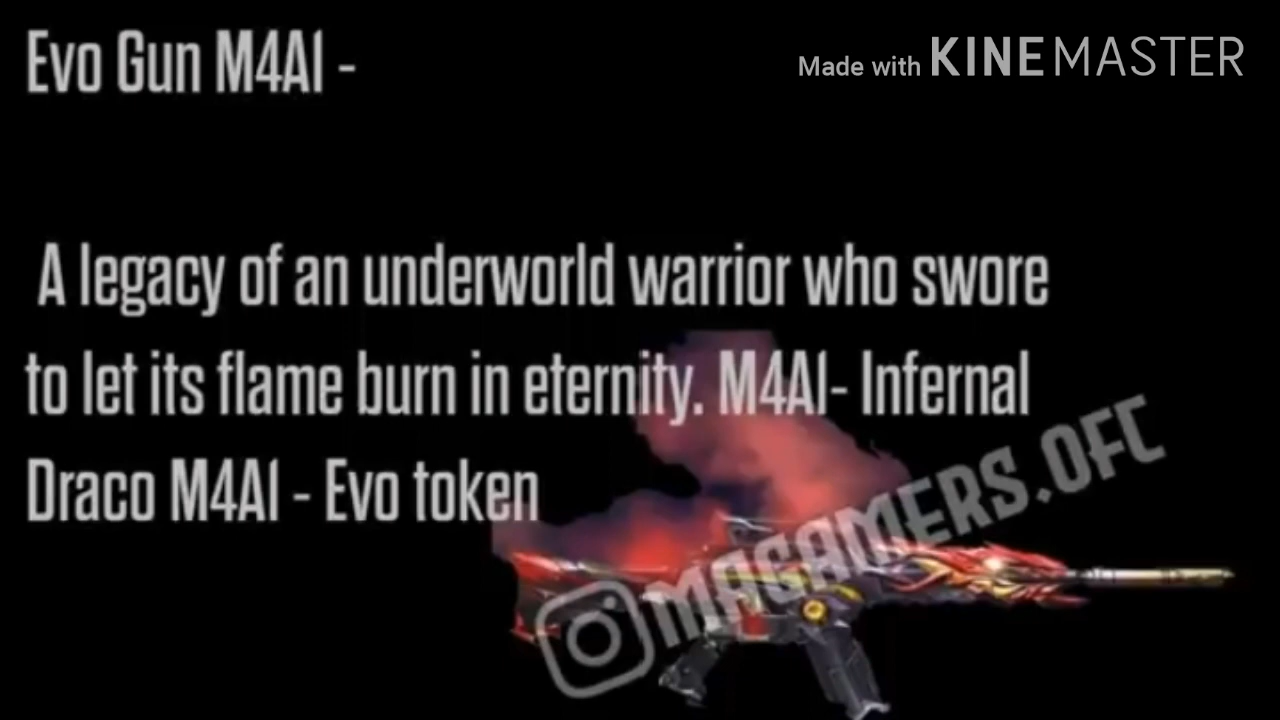 Evo Gun M4A1 -
Made with KINEMASTER
A legacy of an underworld warrior who swore
to let its flame burn in eternity. M4A1- Infernal
Draco M4A1 - Evo token
MAGAMERS.OFC